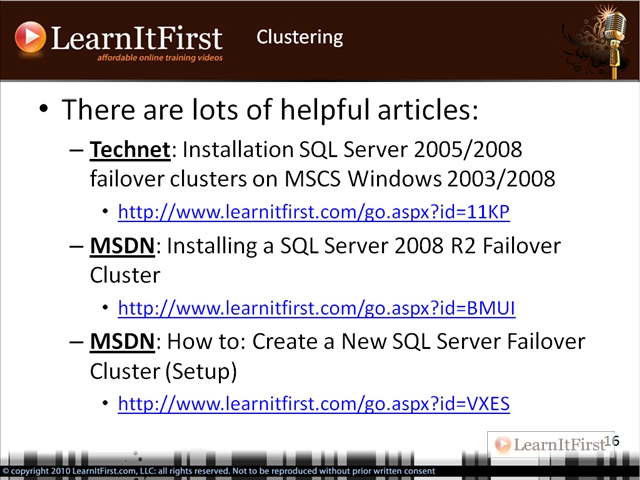 LearnItFirst
affordable online training videos
Clustering
• There are lots of helpful articles:
– Technet: Installation SQL Server 2005/2008
failover clusters on MSCS Windows 2003/2008
• http://www.learnitfirst.com/go.aspx?id=11KP
– MSDN: Installing a SQL Server 2008 R2 Failover
Cluster
• http://www.learnitfirst.com/go.aspx?id=BMUI
– MSDN: How to: Create a New SQL Server Failover
Cluster (Setup)
• http://www.learnitfirst.com/go.aspx?id=VXES
LearnItFirst
16
© copyright 2010 LearnItFirst.com, LLC: all rights reserved. Not to be reproduced without prior written consent